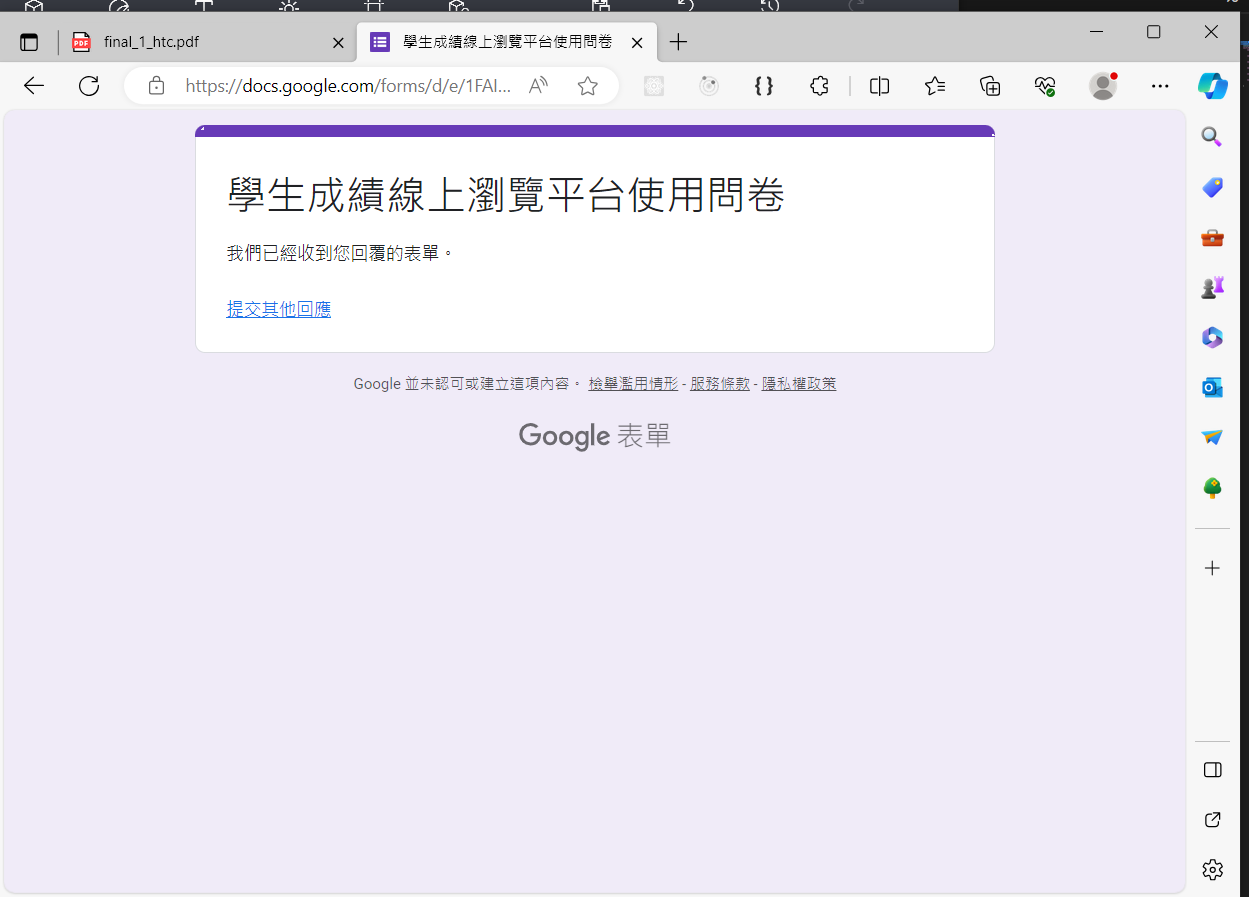 final_1_htc.pdf
學生成績線上瀏覽平台使用問卷
https://docs.google.com/forms/d/e/1FAI...
學生成績線上瀏覽平台使用問卷
我們已經收到您回覆的表單。
提交其他回應
Google 並未認可或建立這項內容。 檢舉濫用情形 - 服務條款 - 隱私權政策
Google 表單